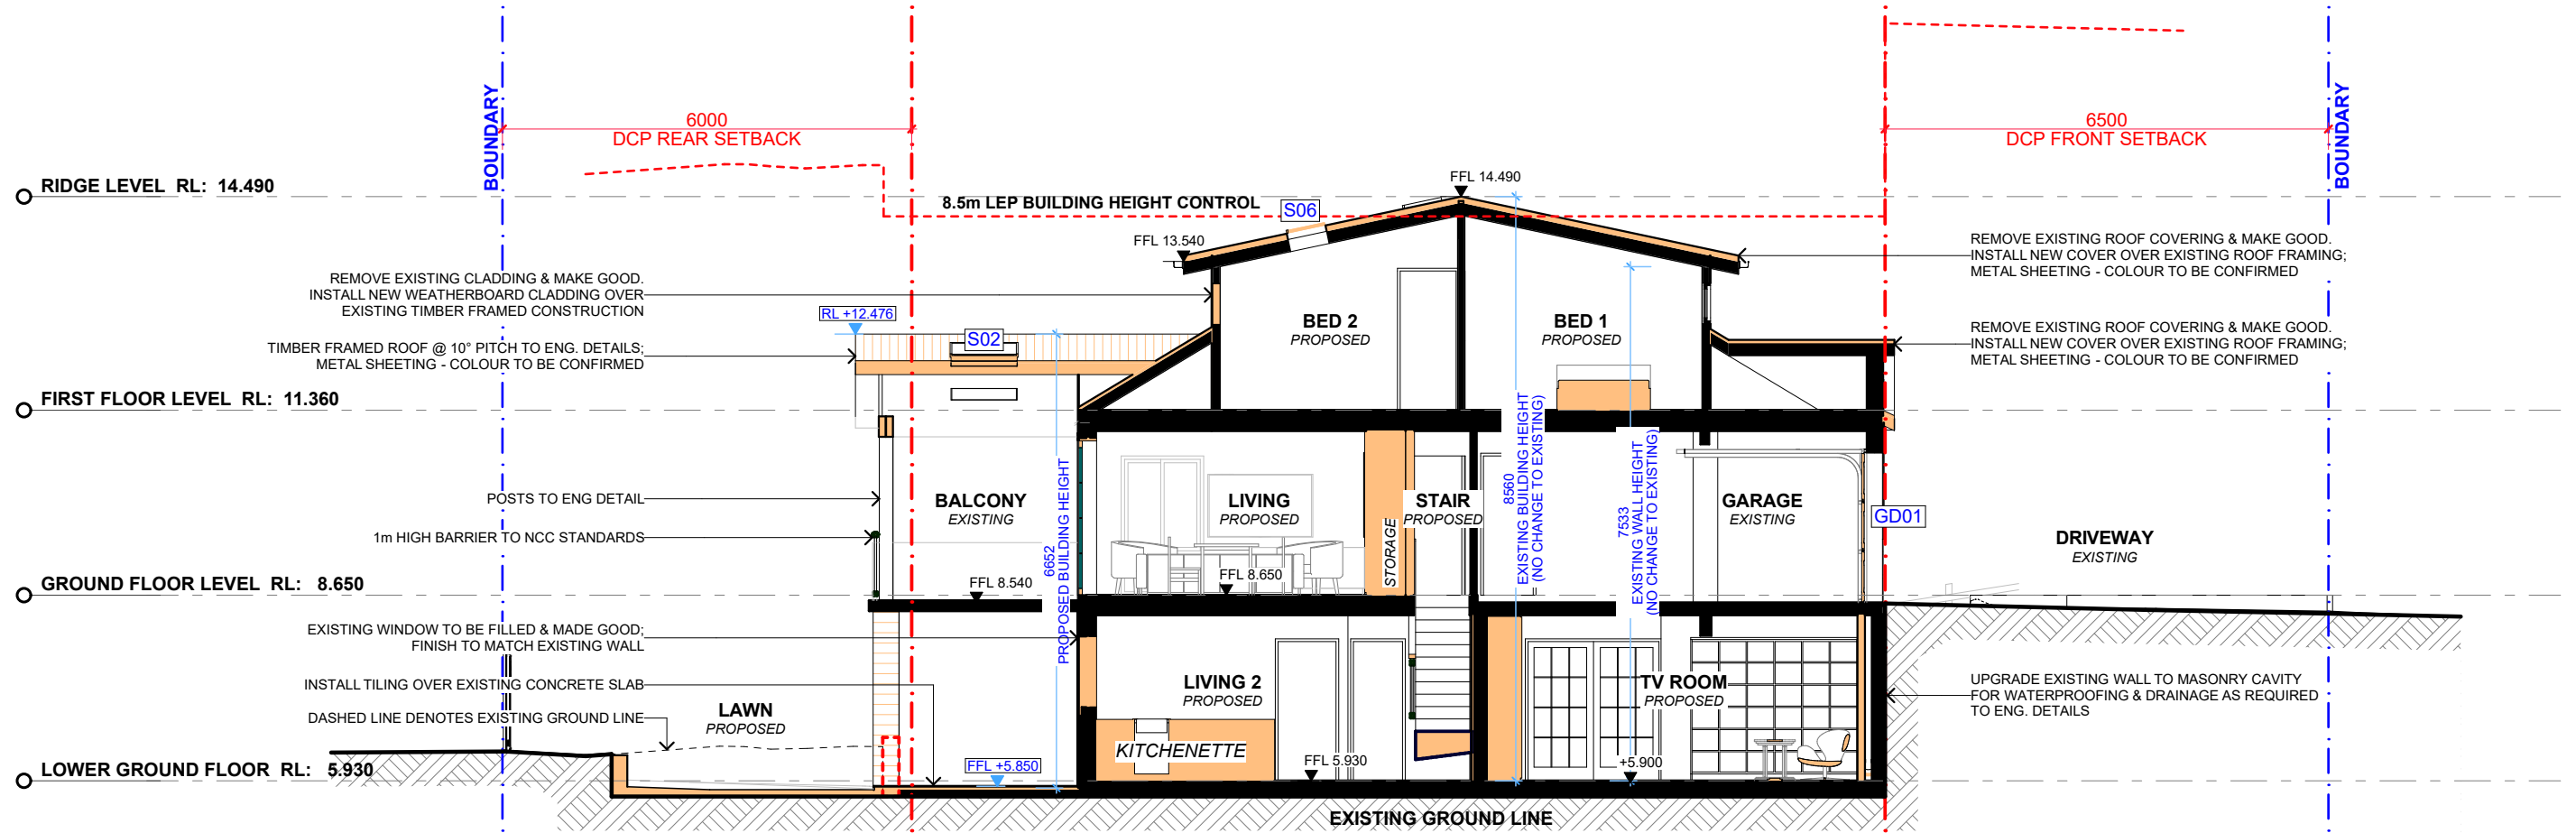 BOUNDARY
6000
DCP REAR SETBACK
6500
DCP FRONT SETBACK
BOUNDARY
RIDGE LEVEL RL: 14.490
FFL 14.490
8.5m LEP BUILDING HEIGHT CONTROL
S06
FFL 13.540
REMOVE EXISTING ROOF COVERING & MAKE GOOD.
INSTALL NEW COVER OVER EXISTING ROOF FRAMING;
METAL SHEETING - COLOUR TO BE CONFIRMED
REMOVE EXISTING CLADDING & MAKE GOOD.
INSTALL NEW WEATHERBOARD CLADDING OVER
EXISTING TIMBER FRAMED CONSTRUCTION
RL +12.476
S02
BED 2
PROPOSED
BED 1
PROPOSED
REMOVE EXISTING ROOF COVERING & MAKE GOOD.
INSTALL NEW COVER OVER EXISTING ROOF FRAMING;
METAL SHEETING - COLOUR TO BE CONFIRMED
TIMBER FRAMED ROOF @ 10° PITCH TO ENG. DETAILS;
METAL SHEETING - COLOUR TO BE CONFIRMED
FIRST FLOOR LEVEL RL: 11.360
POSTS TO ENG DETAIL
BALCONY
EXISTING
6652
PROPOSED BUILDING HEIGHT
LIVING
PROPOSED
STORAGE
STAIR
PROPOSED
8560
EXISTING BUILDING HEIGHT
(NO CHANGE TO EXISTING)
7533
EXISTING WALL HEIGHT
(NO CHANGE TO EXISTING)
GARAGE
EXISTING
GD01
DRIVEWAY
EXISTING
1m HIGH BARRIER TO NCC STANDARDS
GROUND FLOOR LEVEL RL: 8.650
FFL 8.540
FFL 8.650
EXISTING WINDOW TO BE FILLED & MADE GOOD;
FINISH TO MATCH EXISTING WALL
INSTALL TILING OVER EXISTING CONCRETE SLAB
DASHED LINE DENOTES EXISTING GROUND LINE
LAWN
PROPOSED
LIVING 2
PROPOSED
TV ROOM
PROPOSED
UPGRADE EXISTING WALL TO MASONRY CAVITY
FOR WATERPROOFING & DRAINAGE AS REQUIRED
TO ENG. DETAILS
KITCHENETTE
LOWER GROUND FLOOR RL: 5.930
FFL +5.850
FFL 5.930
+5.900
EXISTING GROUND LINE